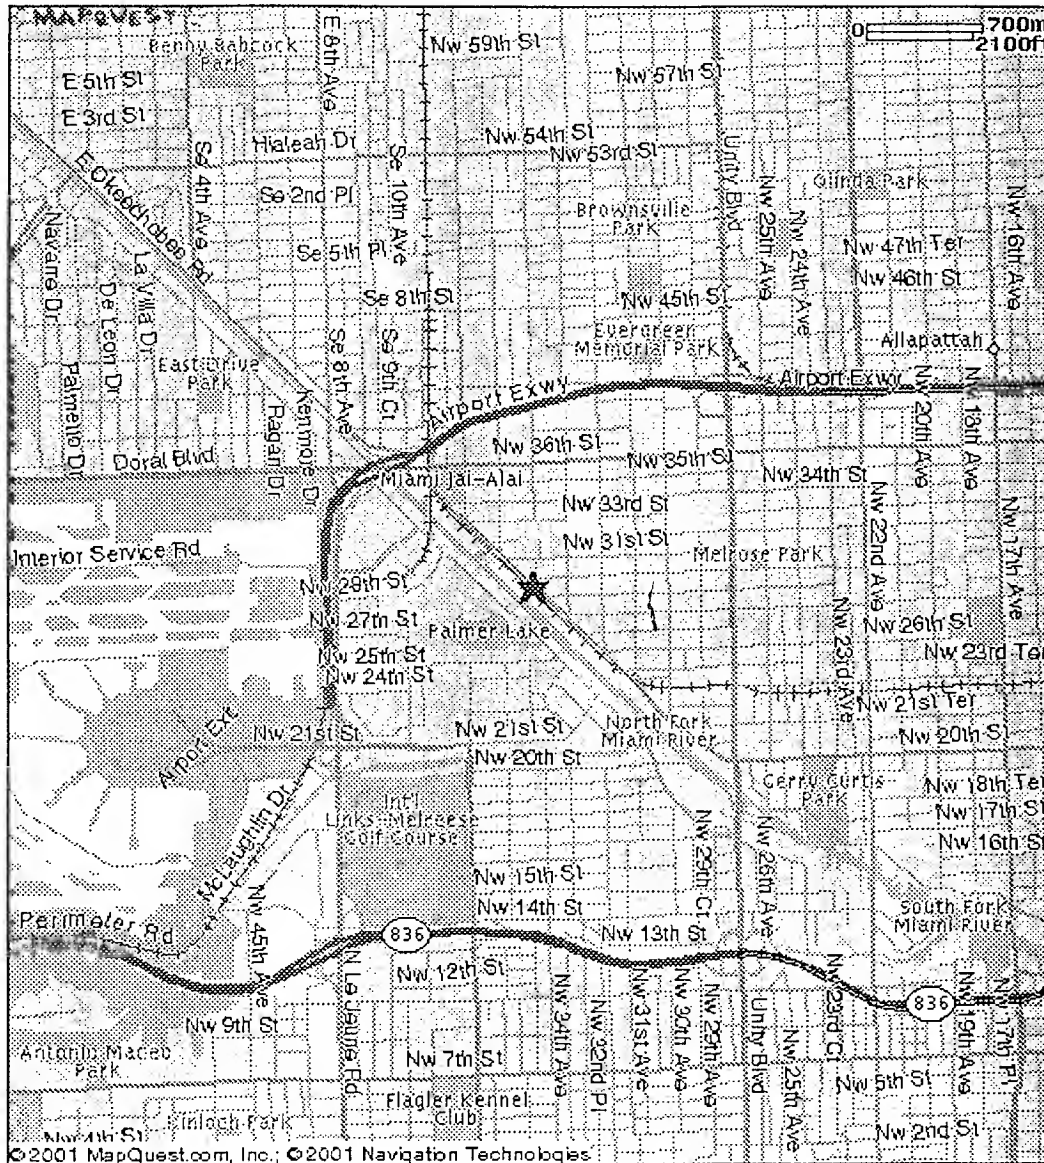 MAPQUEST
0 700m
2100ft
Benny Babcock
Park
E 8th Ave
Nw 59th St
Nw 57th St
E 5th St
E 3rd St
Hialeah Dr
Nw 54th St
Nw 53rd St
Unity Blvd
E Okeechobee Rd
Se 4th Ave
Se 10th Ave
Se 2nd Pl
Brownsville
Park
Nw 25th Ave
Nw 24th Ave
Glinda Park
Nw 16th Ave
Navarre Dr
La Villa Dr
De Leon Dr
Palmetto Dr
Se 5th Pl
Nw 47th Ter
Nw 46th St
Se 8th St
Nw 45th St
Evergreen
Memorial Park
Allapattah
East Drive
Park
Se 8th Ave
Se 9th Ct
Airport Exwy
Airport Exwy
Ragan Dr
Kenmore Dr
Doral Blvd
Nw 36th St
Nw 35th St
Nw 34th St
Nw 20th Ave
Nw 18th Ave
Miami Jai-Alai
Nw 33rd St
Nw 31st St
Melrose Park
Nw 22nd Ave
Nw 17th Ave
Interior Service Rd
Nw 28th St
Nw 27th St
Nw 25th St
Nw 24th St
Palmer Lake
Nw 23rd Ave
Nw 26th St
Nw 23rd Ter
Nw 21st Ter
Nw 20th St
Airport Ext
Nw 21st St
Nw 21st St
Nw 20th St
North Fork
Miami River
McLaughlin Dr
Int'l
Links-Melreese
Golf Course
Gerry Curtis
Park
Nw 18th Ter
Nw 17th St
Nw 16th St
Nw 29th Ct
Nw 26th Ave
Nw 15th St
Nw 14th St
Nw 13th St
South Fork
Miami River
Perimeter Rd
Nw 45th Ave
836
836
Nw 12th St
N Le Jeune Rd
Nw 9th St
Nw 34th Ave
Nw 32nd Pl
Nw 31st Ave
Nw 30th Ave
Nw 29th Ave
Unity Blvd
Nw 25th Ave
Nw 23rd Ct
Nw 19th Ave
Nw 17th Pl
Antonio Maceo
Park
Nw 7th St
Nw 5th St
Kinloch Park
Flagler Kennel
Club
Nw 4th St
Nw 2nd St
©2001 MapQuest.com, Inc.; ©2001 Navigation Technologies